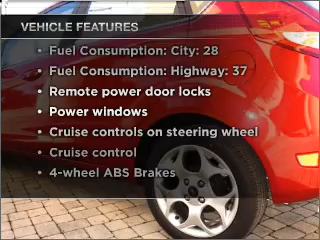 VEHICLE FEATURES
• Fuel Consumption: City: 28
• Fuel Consumption: Highway: 37
• Remote power door locks
• Power windows
• Cruise controls on steering wheel
• Cruise control
• 4-wheel ABS Brakes